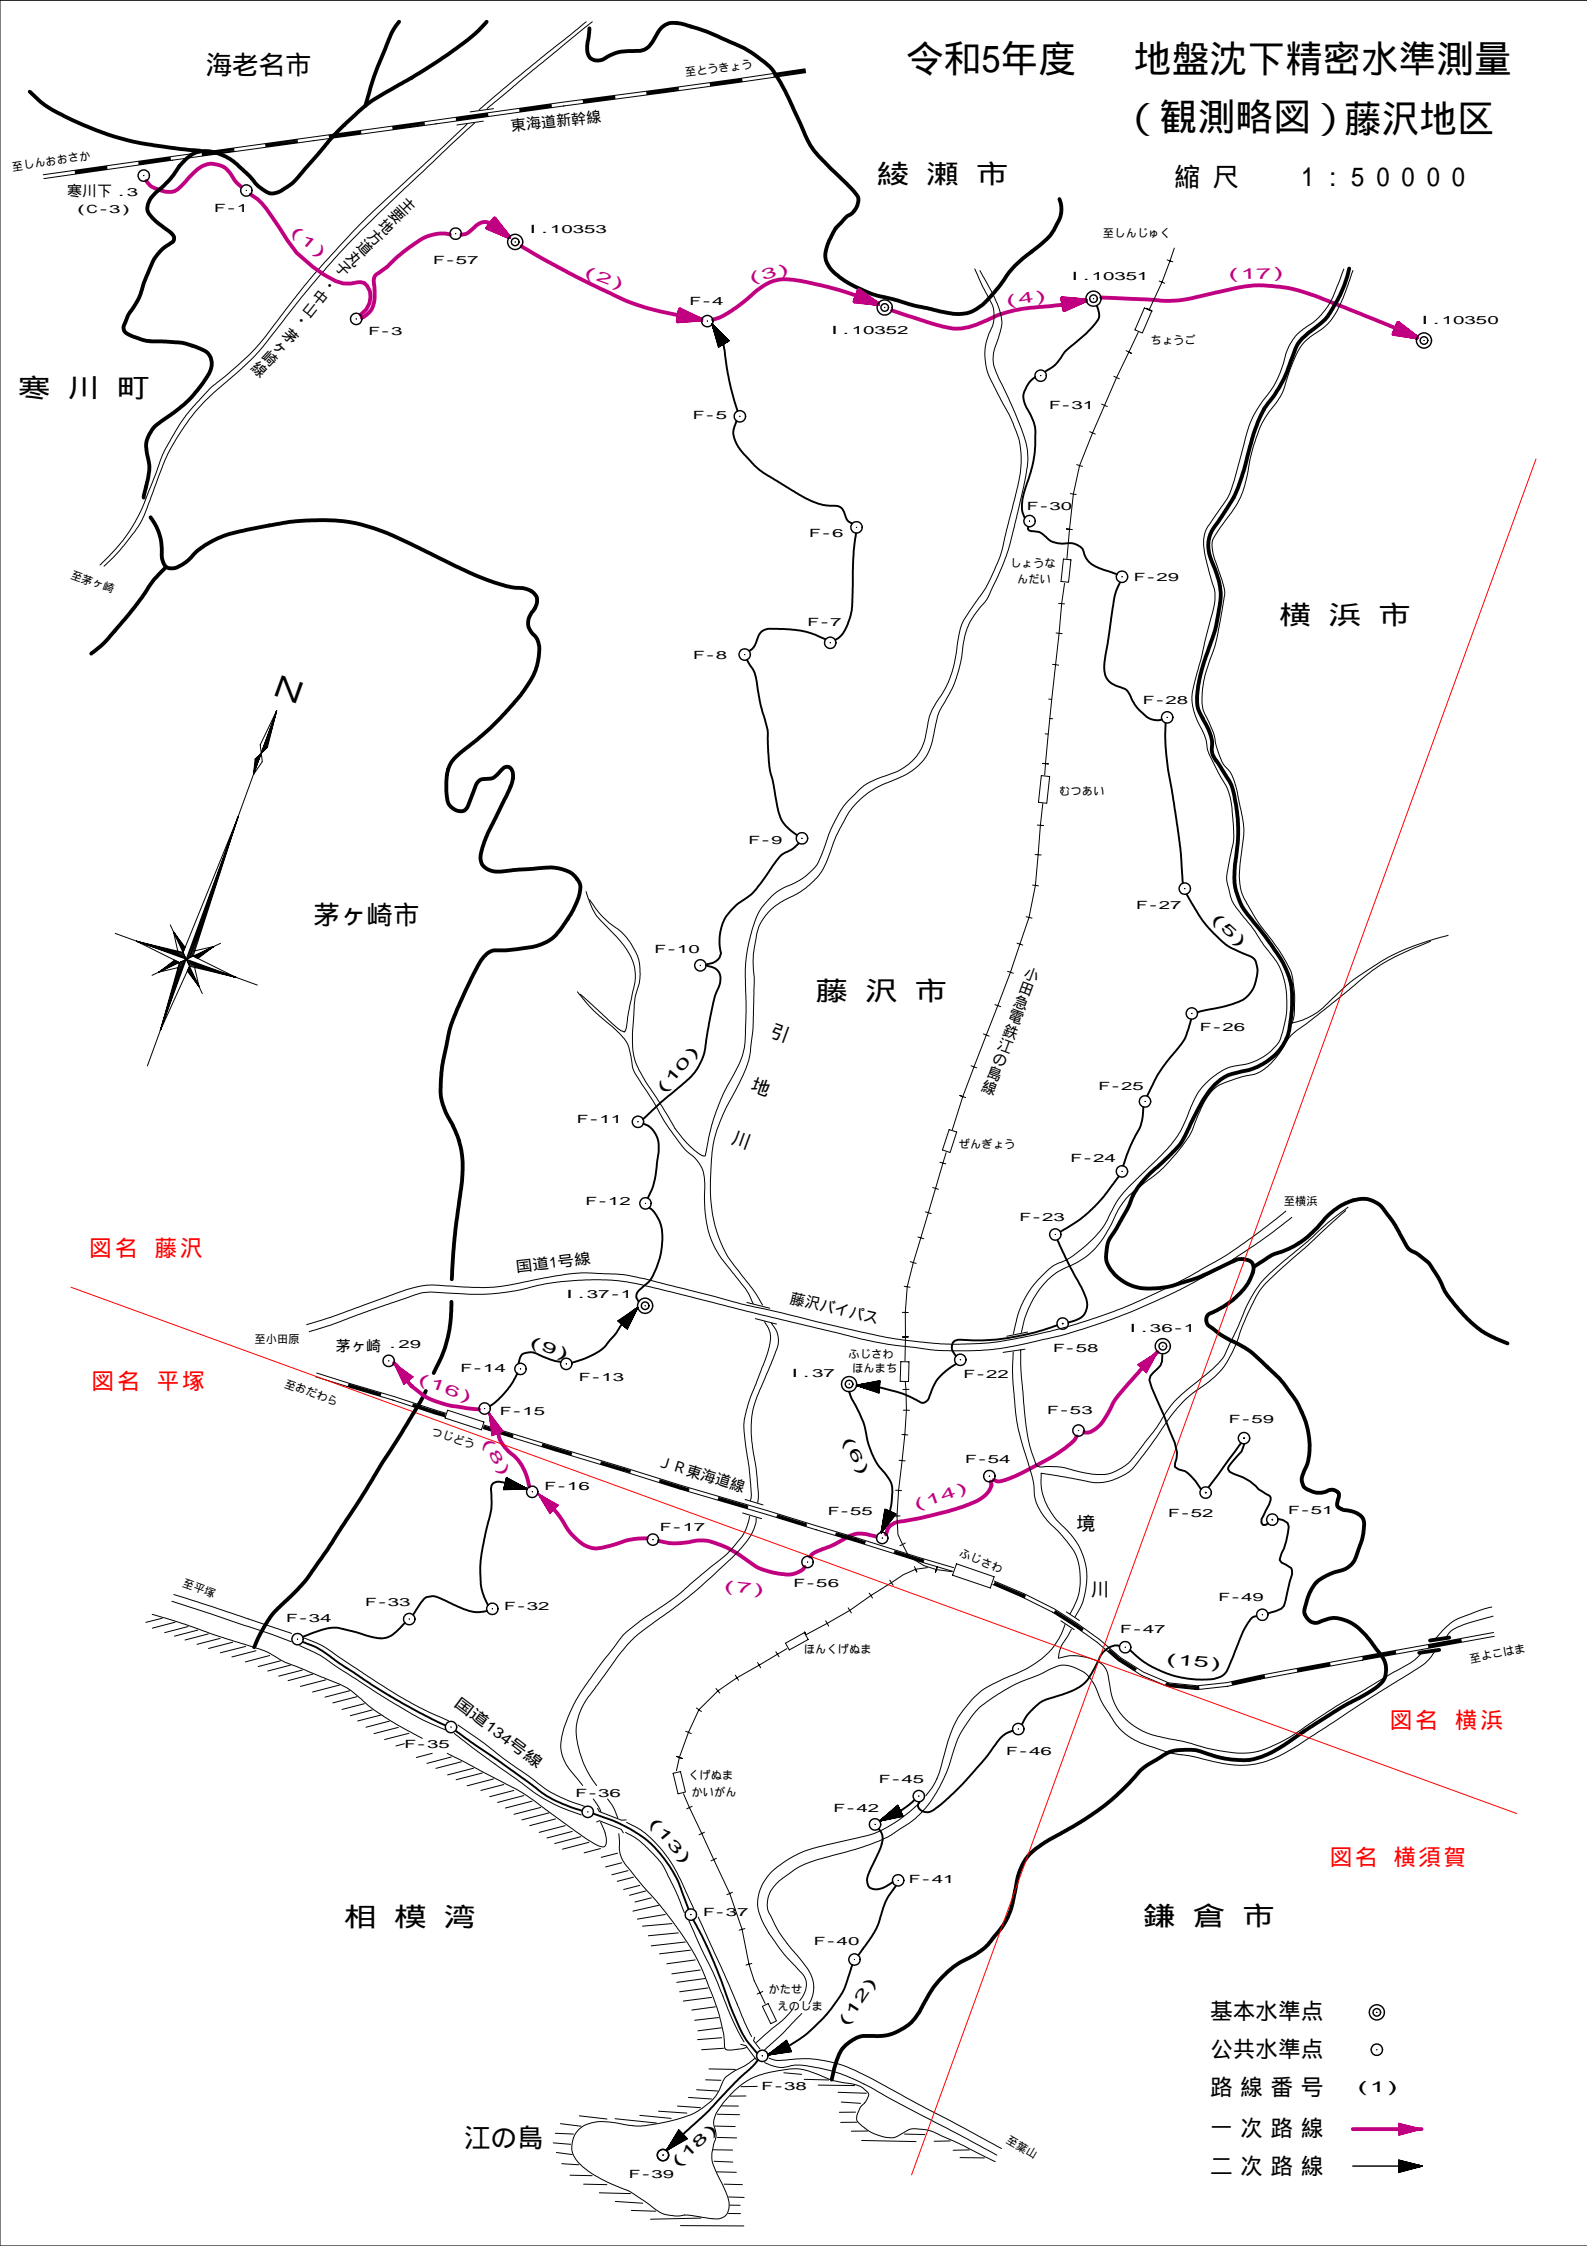 令和5年度 地盤沈下精密水準測量
(観測略図)藤沢地区
縮尺 1:50000
海老名市
至とうきょう
東海道新幹線
至しんおおさか
寒川下.3
(C-3)
F-1
(1)
主要地方道丸子・中山・茅ヶ崎線
F-57
I.10353
F-3
(2)
F-4
(3)
綾瀬市
I.10352
(4)
至しんじゅく
I.10351
(17)
I.10350
ちょうご
寒川町
F-5
F-31
F-6
F-30
しょうな
んだい
F-29
至茅ヶ崎
横浜市
F-7
F-8
N
F-28
むつあい
F-9
F-27
(5)
茅ヶ崎市
F-10
藤沢市
小田急電鉄江の島線
F-26
引地川
(10)
F-25
F-11
ぜんぎょう
F-24
F-12
F-23
至横浜
図名 藤沢
国道1号線
I.37-1
藤沢バイパス
至小田原
茅ヶ崎.29
(9)
F-14
F-13
ふじさわ
ほんまち
I.37
F-22
F-58
I.36-1
図名 平塚
至おだわら
(16)
F-15
つじどう
(8)
F-16
JR東海道線
(6)
F-53
F-59
F-54
(14)
F-55
F-52
F-51
境川
F-17
(7)
F-56
ふじさわ
至平塚
F-34
F-33
F-32
F-49
F-47
(15)
ほんくげぬま
至よこはま
国道134号線
F-35
F-46
図名 横浜
くげぬま
かいがん
F-36
F-45
F-42
(13)
図名 横須賀
F-41
F-37
相模湾
鎌倉市
F-40
かたせ
えのしま
(12)
F-38
江の島
(18)
F-39
至葉山
基本水準点
公共水準点
路線番号 (1)
一次路線
二次路線